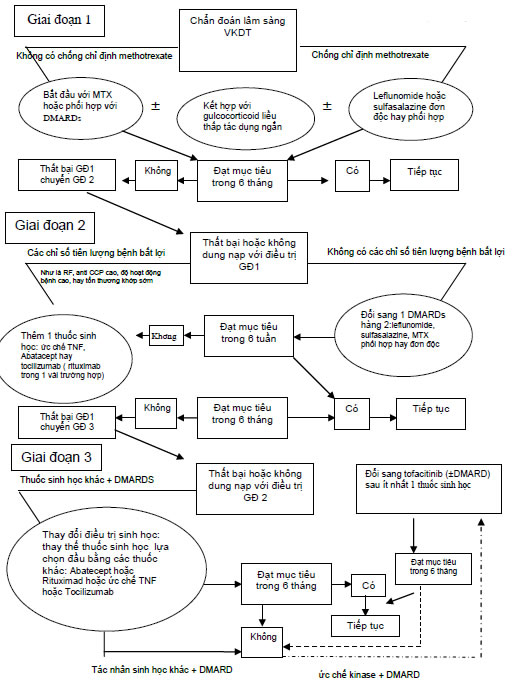 Giai đoạn 1
Chẩn đoán lâm sàng
VKDT
Không có chống chỉ định methotrexate
Chống chỉ định methotrexate
Bắt đầu với MTX
hoặc phối hợp với
DMARDs
±
Kết hợp với
gulcocorticoid liều
thấp tác dụng ngắn
±
Leflunomide hoặc
sulfasalazine đơn
độc hay phối hợp
Thất bại GĐ1
chuyển GĐ 2
Không
Đạt mục tiêu
trong 6 tháng
Có
Tiếp tục
Giai đoạn 2
Các chỉ số tiên lượng bệnh bất lợi
Như là RF, anti CCP cao, độ hoạt động
bệnh cao, hay tổn thương khớp sớm
Thất bại hoặc không
dung nạp với điều trị
GĐ1
Không có các chỉ số tiên lượng bệnh bất lợi
Thêm 1 thuốc sinh
học: ức chế TNF,
Abatacept hay
tocilizumab ( rituximab
trong 1 vài trường hợp)
Không
Đạt mục tiêu
trong 6 tuần
Đổi sang 1 DMARDs
hàng 2:leflunomide,
sulfasalazine, MTX
phối hợp hay đơn độc
Thất bại GĐ1
chuyển GĐ 3
Không
Đạt mục tiêu
trong 6 tháng
Có
Tiếp tục
Giai đoạn 3
Thuốc sinh học khác + DMARDS
Thất bại hoặc không
dung nạp với điều trị
GĐ 2
Đổi sang tofacitinib (±DMARD)
sau ít nhất 1 thuốc sinh học
Thay đổi điều trị sinh học:
thay thế thuốc sinh học lựa
chọn đầu bằng các thuốc
khác: Abatecept hoặc
Rituximad hoặc ức chế TNF
hoặc Tocilizumab
Đạt mục tiêu
trong 6 tháng
Có
Đạt mục tiêu
trong 6 tháng
Tiếp tục
Không
Tác nhân sinh học khác + DMARD
ức chế kinase + DMARD